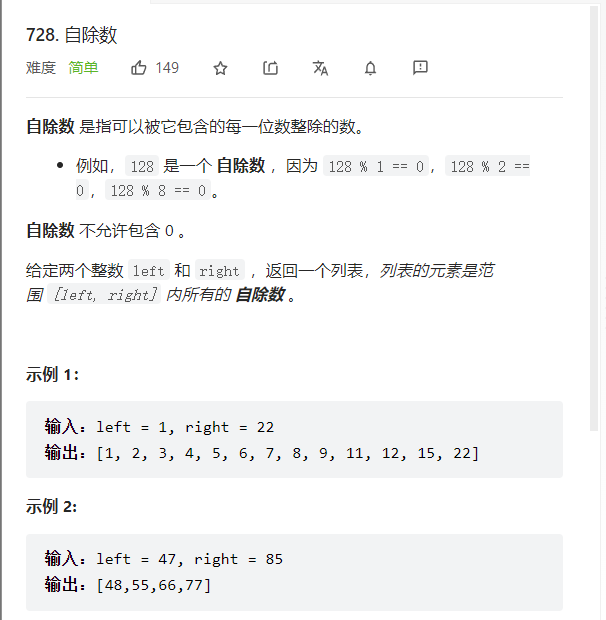 728. 自除数
难度 简单 149
自除数 是指可以被它包含的每一位数整除的数。
例如，128 是一个 自除数 ，因为 128 % 1 == 0，128 % 2 ==
0，128 % 8 == 0。
自除数 不允许包含 0 。
给定两个整数 left 和 right ，返回一个列表，列表的元素是范
围 [left, right] 内所有的 自除数 。
示例 1：
输入：left = 1, right = 22
输出：[1, 2, 3, 4, 5, 6, 7, 8, 9, 11, 12, 15, 22]
示例 2:
输入：left = 47, right = 85
输出：[48,55,66,77]